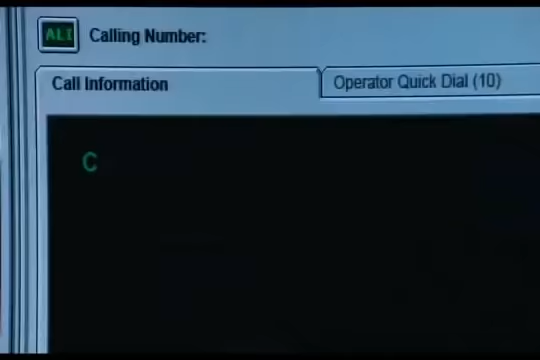 ALI Calling Number:
Call Information
Operator Quick Dial (10)
C